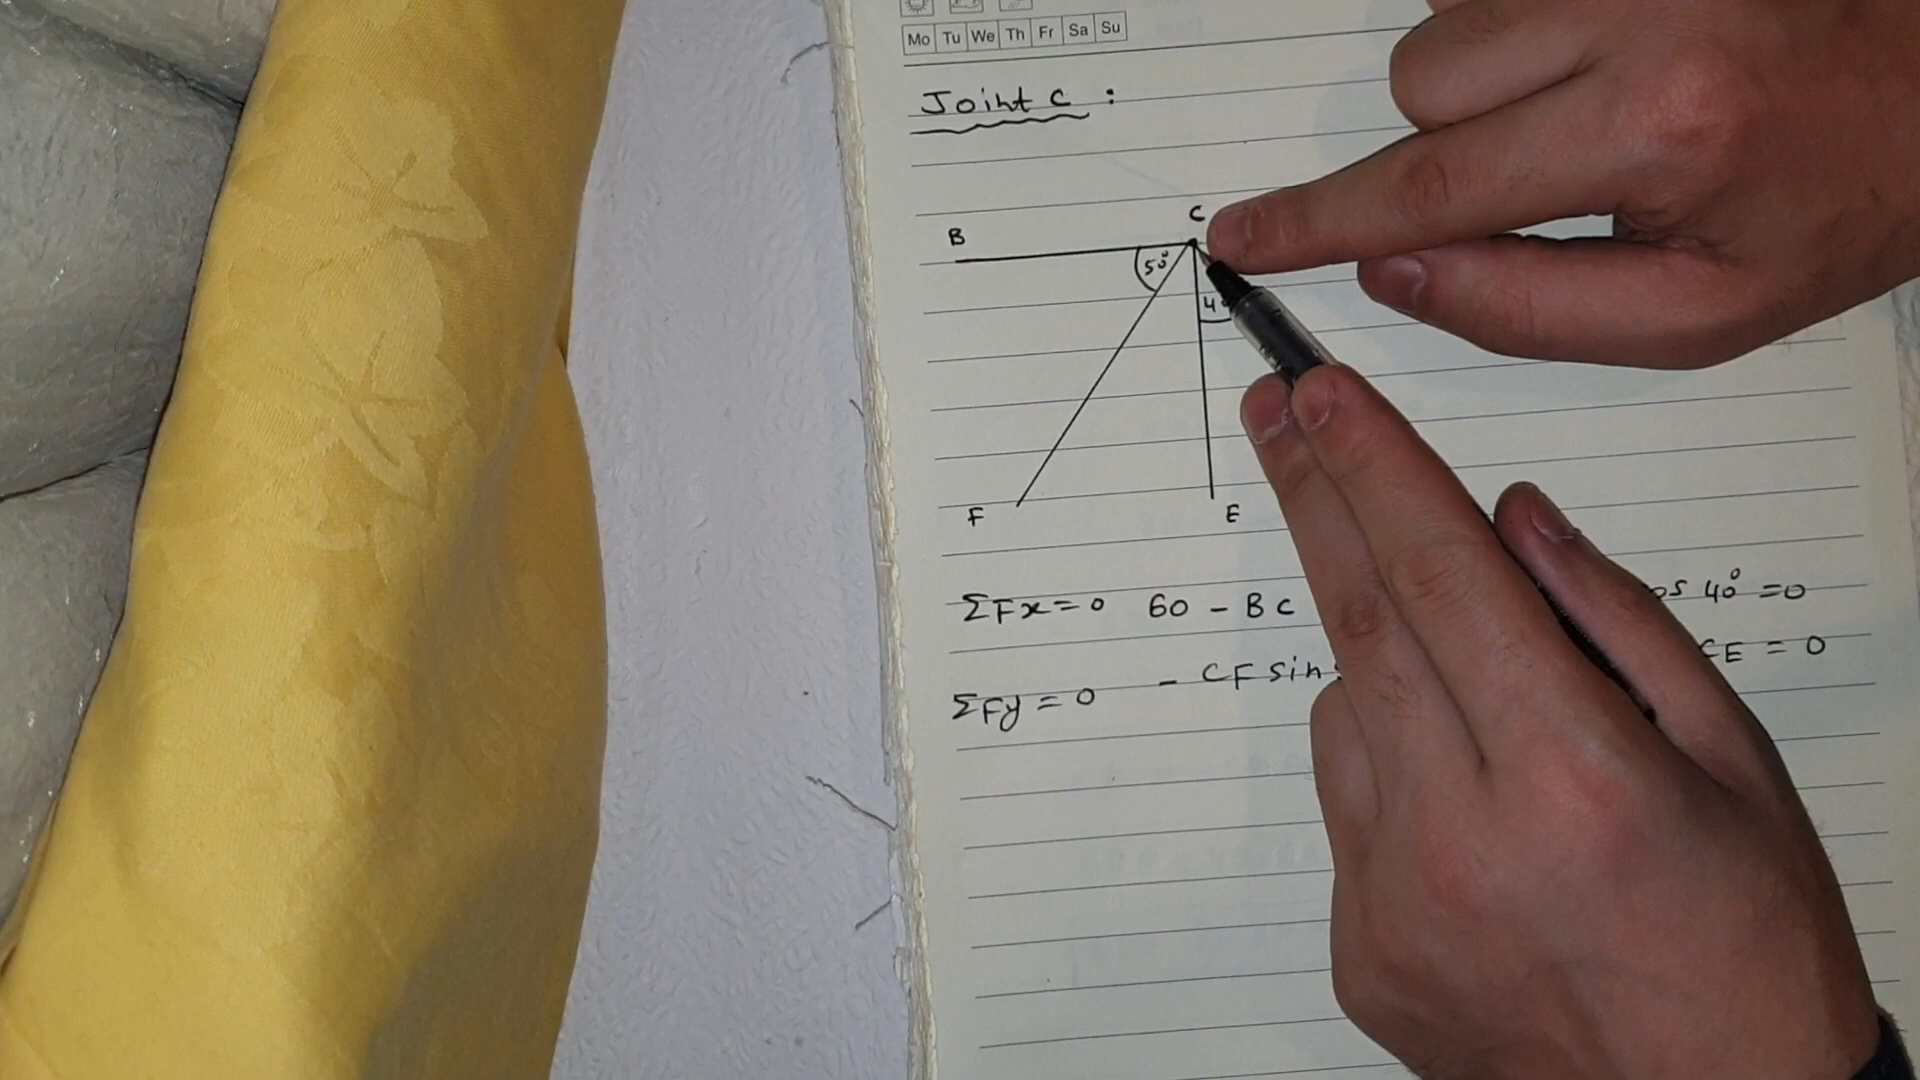 Mo Tu We Th Fr Sa Su
Joint C :
C
B
50°
F
E
ΣFx = 0 60 - BC cos 40° = 0
ΣFy = 0 - CF sin CE = 0